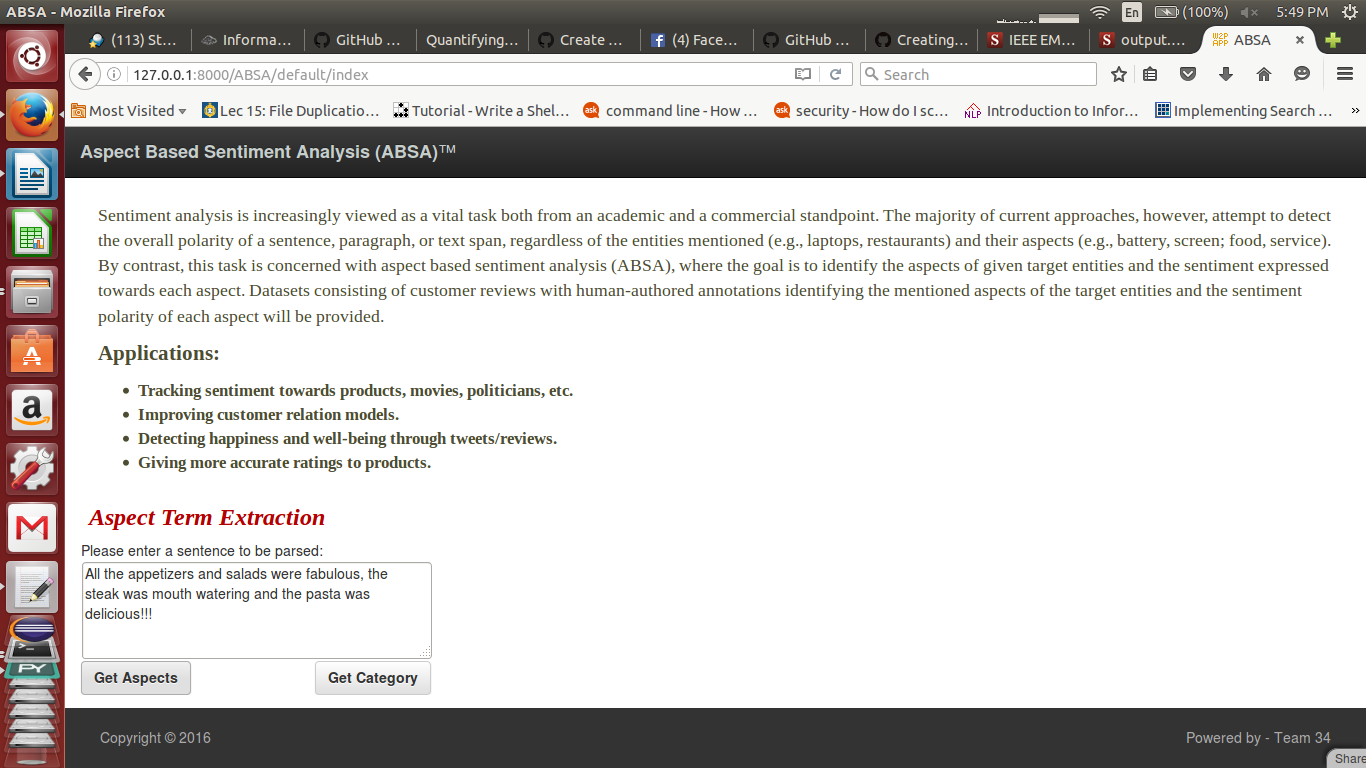 ABSA - Mozilla Firefox
En
(100%)
5:49 PM
(113) St...
Informa...
GitHub ...
Quantifying...
Create ...
(4) Face...
GitHub ...
Creating...
IEEE EM...
output....
W2P APP ABSA
127.0.0.1:8000/ABSA/default/index
Search
Most Visited
Lec 15: File Duplicatio...
Tutorial - Write a Shel...
ask command line - How ...
ask security - How do I sc...
NLP Introduction to Infor...
Implementing Search ...
»
Aspect Based Sentiment Analysis (ABSA)™
Sentiment analysis is increasingly viewed as a vital task both from an academic and a commercial standpoint. The majority of current approaches, however, attempt to detect
the overall polarity of a sentence, paragraph, or text span, regardless of the entities mentioned (e.g., laptops, restaurants) and their aspects (e.g., battery, screen; food, service).
By contrast, this task is concerned with aspect based sentiment analysis (ABSA), where the goal is to identify the aspects of given target entities and the sentiment expressed
towards each aspect. Datasets consisting of customer reviews with human-authored annotations identifying the mentioned aspects of the target entities and the sentiment
polarity of each aspect will be provided.
Applications:
• Tracking sentiment towards products, movies, politicians, etc.
• Improving customer relation models.
• Detecting happiness and well-being through tweets/reviews.
• Giving more accurate ratings to products.
Aspect Term Extraction
Please enter a sentence to be parsed:
All the appetizers and salads were fabulous, the
steak was mouth watering and the pasta was
delicious!!!
Get Aspects
Get Category
PY
Copyright © 2016
Powered by - Team 34
Share